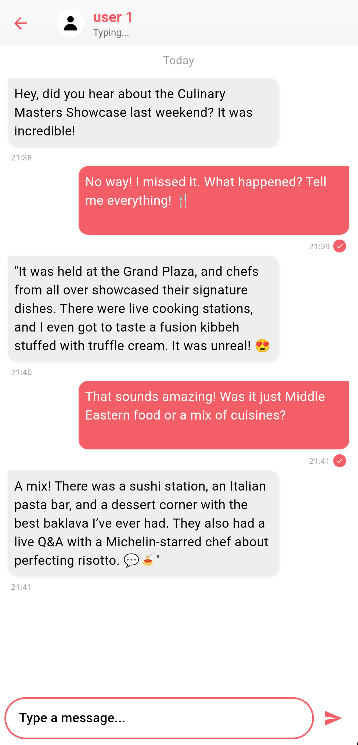 user 1
Typing...
Today
Hey, did you hear about the Culinary
Masters Showcase last weekend? It was
incredible!
21:38
No way! I missed it. What happened? Tell
me everything! 🍴
21:39
"It was held at the Grand Plaza, and chefs
from all over showcased their signature
dishes. There were live cooking stations,
and I even got to taste a fusion kibbeh
stuffed with truffle cream. It was unreal! 😍
21:40
That sounds amazing! Was it just Middle
Eastern food or a mix of cuisines?
21:41
A mix! There was a sushi station, an Italian
pasta bar, and a dessert corner with the
best baklava I’ve ever had. They also had a
live Q&A with a Michelin-starred chef about
perfecting risotto. 💬🍝"
21:41
Type a message...